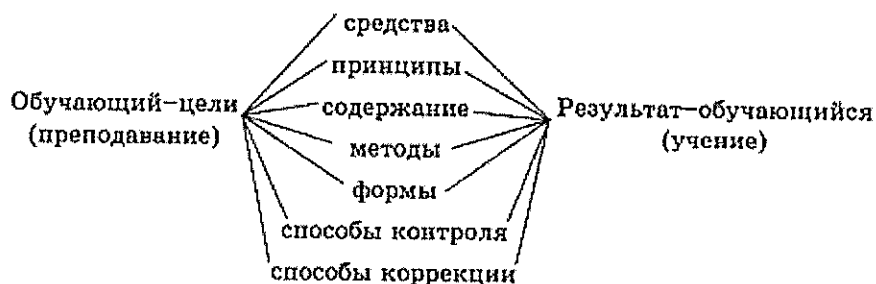 средства
принципы
Обучающий–цели
(преподавание)
содержание
методы
формы
способы контроля
способы коррекции
Результат–обучающийся
(учение)